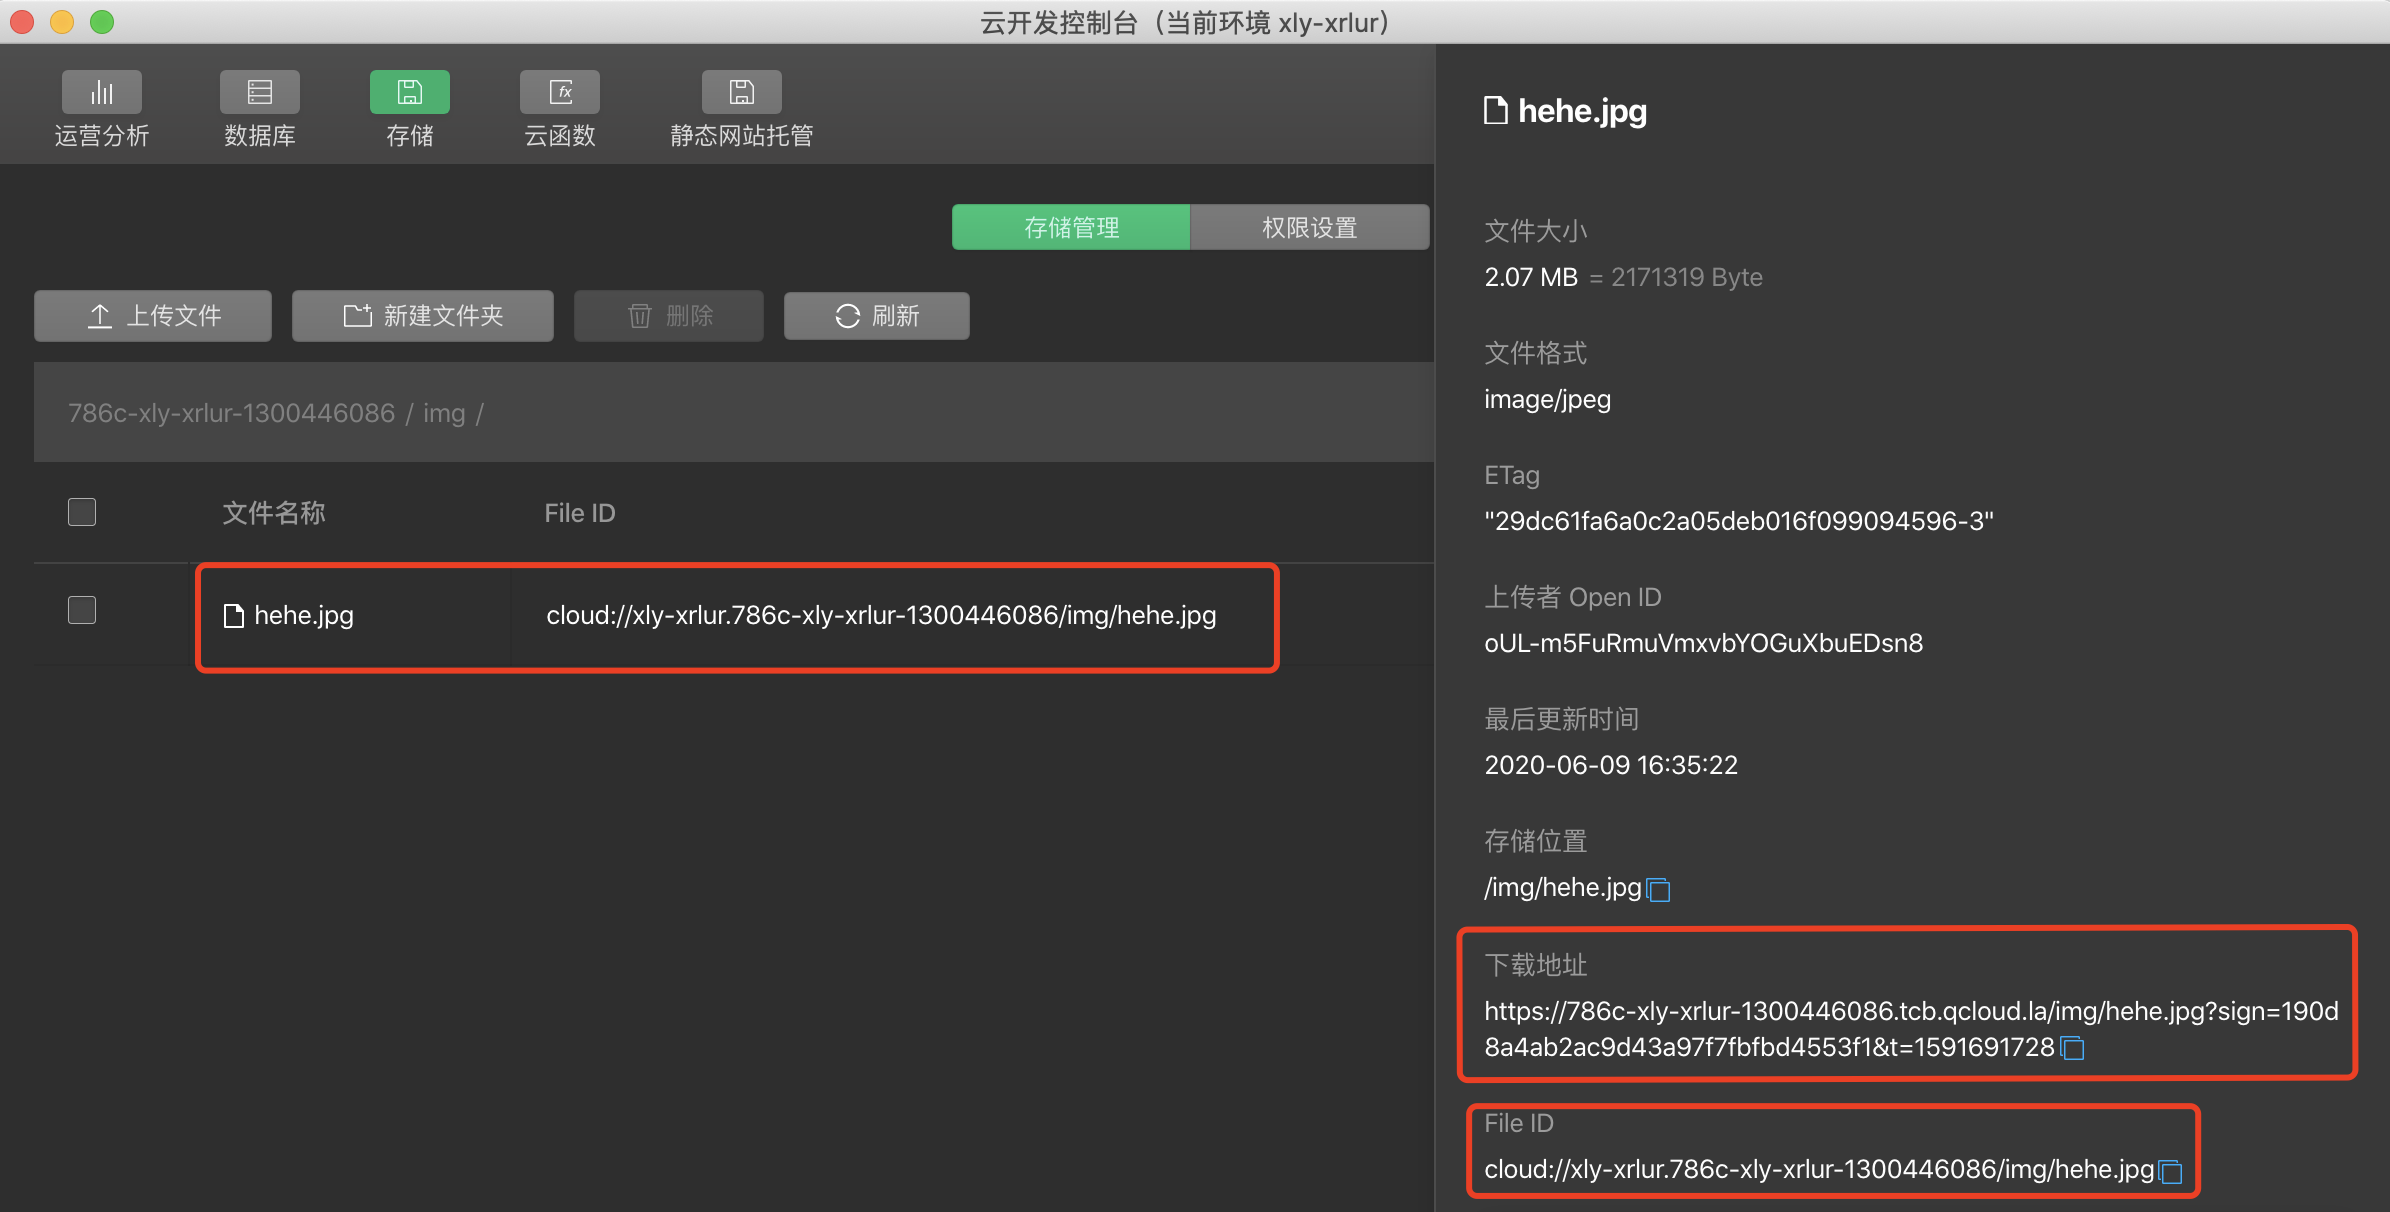 云开发控制台（当前环境 xly-xrlur）
运营分析
数据库
存储
fx
云函数
静态网站托管
存储管理
权限设置
上传文件
新建文件夹
删除
刷新
786c-xly-xrlur-1300446086 / img /
文件名称
File ID
hehe.jpg
cloud://xly-xrlur.786c-xly-xrlur-1300446086/img/hehe.jpg
hehe.jpg
文件大小
2.07 MB = 2171319 Byte
文件格式
image/jpeg
ETag
"29dc61fa6a0c2a05deb016f099094596-3"
上传者 Open ID
oUL-m5FuRmuVmxvbYOGuXbuEDsn8
最后更新时间
2020-06-09 16:35:22
存储位置
/img/hehe.jpg
下载地址
https://786c-xly-xrlur-1300446086.tcb.qcloud.la/img/hehe.jpg?sign=190d
8a4ab2ac9d43a97f7fbfbd4553f1&t=1591691728
File ID
cloud://xly-xrlur.786c-xly-xrlur-1300446086/img/hehe.jpg